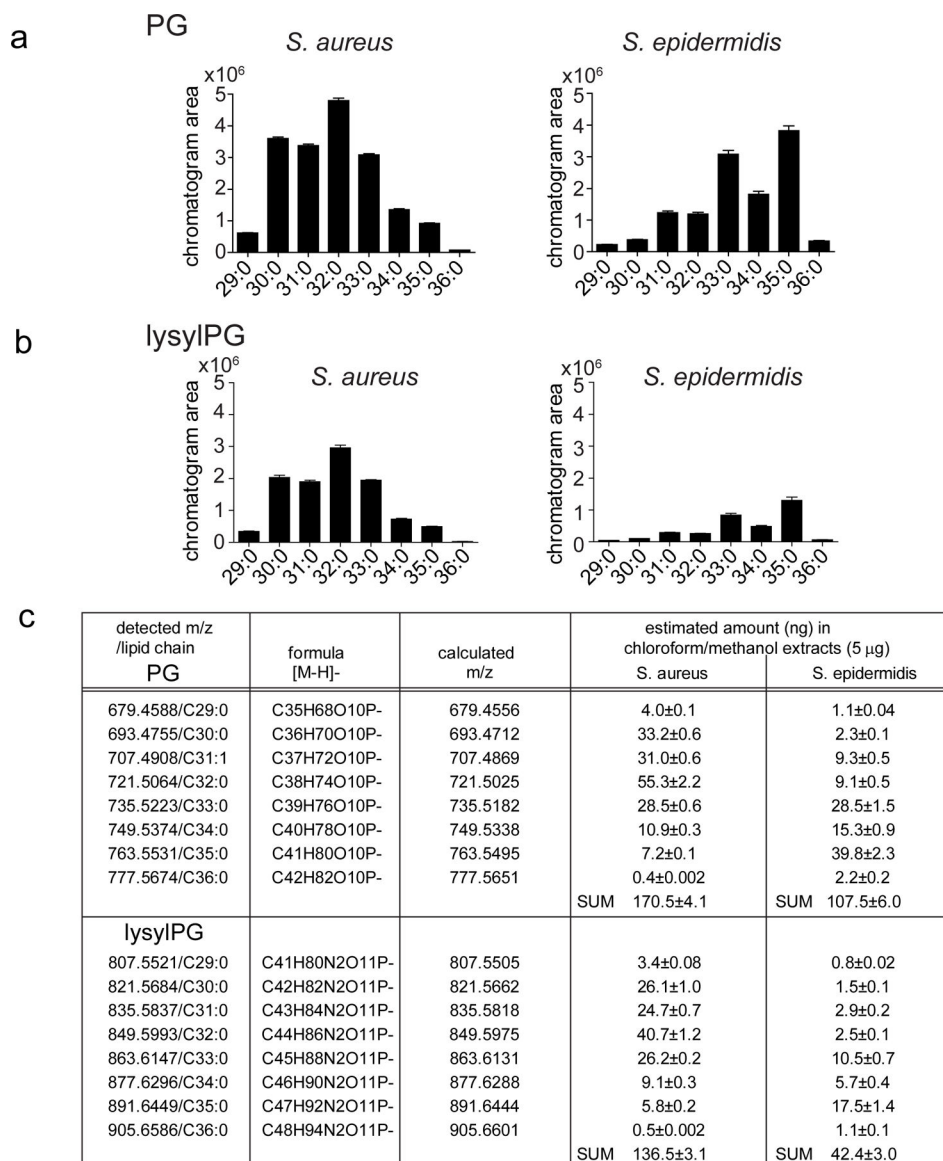 a
PG
S. aureus
S. epidermidis
x10⁶
chromatogram area
5
4
3
2
1
0
29:0 30:0 31:0 32:0 33:0 34:0 35:0 36:0
x10⁶
chromatogram area
5
4
3
2
1
0
29:0 30:0 31:0 32:0 33:0 34:0 35:0 36:0
b
lysylPG
S. aureus
S. epidermidis
x10⁶
chromatogram area
5
4
3
2
1
0
29:0 30:0 31:0 32:0 33:0 34:0 35:0 36:0
x10⁶
chromatogram area
5
4
3
2
1
0
29:0 30:0 31:0 32:0 33:0 34:0 35:0 36:0
c
detected m/z
/lipid chain
PG
formula
[M-H]-
calculated
m/z
estimated amount (ng) in
chloroform/methanol extracts (5 μg)
S. aureus S. epidermidis
679.4588/C29:0 C35H68O10P- 679.4556 4.0±0.1 1.1±0.04
693.4755/C30:0 C36H70O10P- 693.4712 33.2±0.6 2.3±0.1
707.4908/C31:1 C37H72O10P- 707.4869 31.0±0.6 9.3±0.5
721.5064/C32:0 C38H74O10P- 721.5025 55.3±2.2 9.1±0.5
735.5223/C33:0 C39H76O10P- 735.5182 28.5±0.6 28.5±1.5
749.5374/C34:0 C40H78O10P- 749.5338 10.9±0.3 15.3±0.9
763.5531/C35:0 C41H80O10P- 763.5495 7.2±0.1 39.8±2.3
777.5674/C36:0 C42H82O10P- 777.5651 0.4±0.002 2.2±0.2
SUM 170.5±4.1 SUM 107.5±6.0
lysylPG
807.5521/C29:0 C41H80N2O11P- 807.5505 3.4±0.08 0.8±0.02
821.5684/C30:0 C42H82N2O11P- 821.5662 26.1±1.0 1.5±0.1
835.5837/C31:0 C43H84N2O11P- 835.5818 24.7±0.7 2.9±0.2
849.5993/C32:0 C44H86N2O11P- 849.5975 40.7±1.2 2.5±0.1
863.6147/C33:0 C45H88N2O11P- 863.6131 26.2±0.2 10.5±0.7
877.6296/C34:0 C46H90N2O11P- 877.6288 9.1±0.3 5.7±0.4
891.6449/C35:0 C47H92N2O11P- 891.6444 5.8±0.2 17.5±1.4
905.6586/C36:0 C48H94N2O11P- 905.6601 0.5±0.002 1.1±0.1
SUM 136.5±3.1 SUM 42.4±3.0